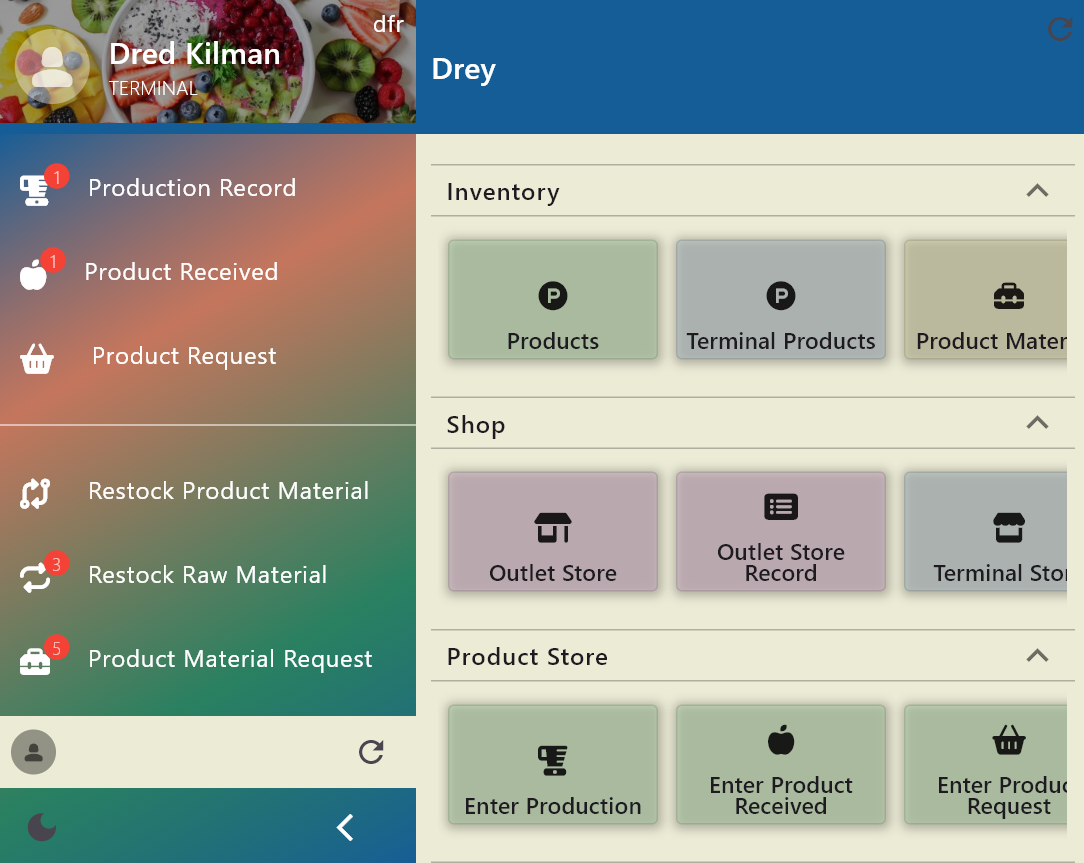 dfr
Dred Kilman
TERMINAL
1
Production Record
1
Product Received
Product Request
Restock Product Material
3
Restock Raw Material
5
Product Material Request
Drey
Inventory
P
Products
P
Terminal Products
Product Mater
Shop
Outlet Store
Outlet Store
Record
Terminal Stor
Product Store
Enter Production
Enter Product
Received
Enter Produc
Request